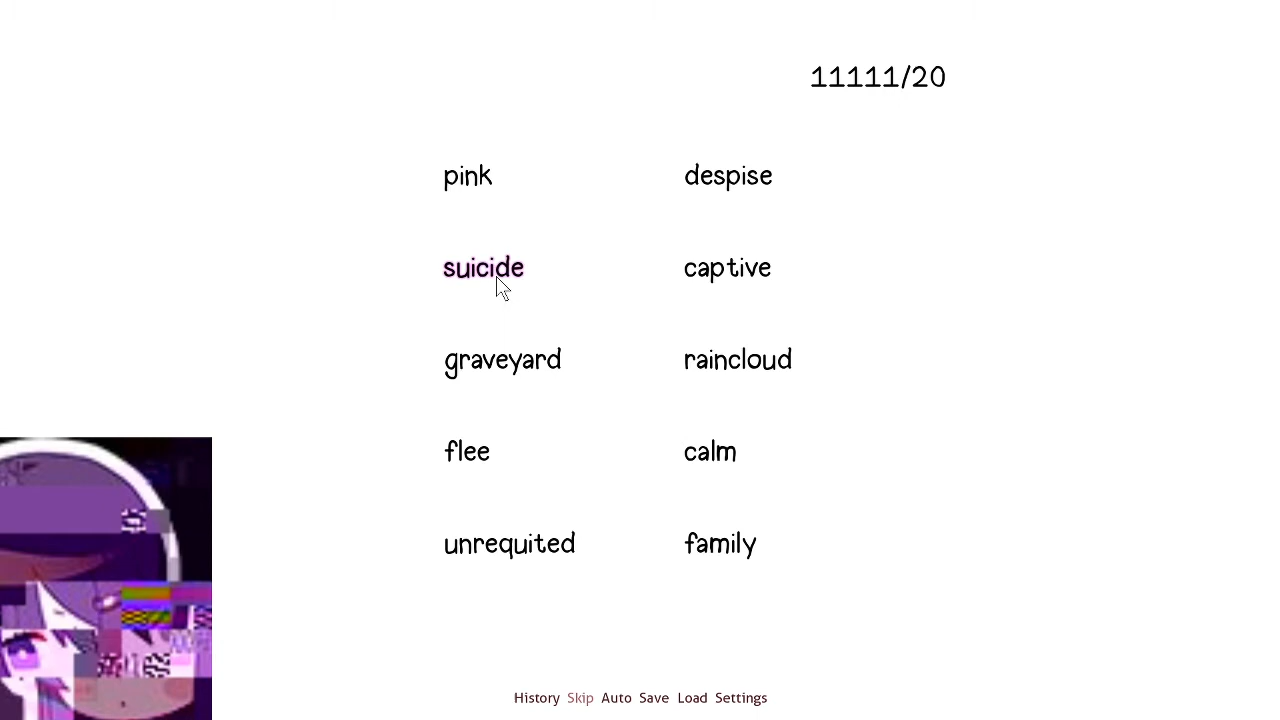 11111/20
pink despise
suicide captive
graveyard raincloud
flee calm
unrequited family
History Skip Auto Save Load Settings